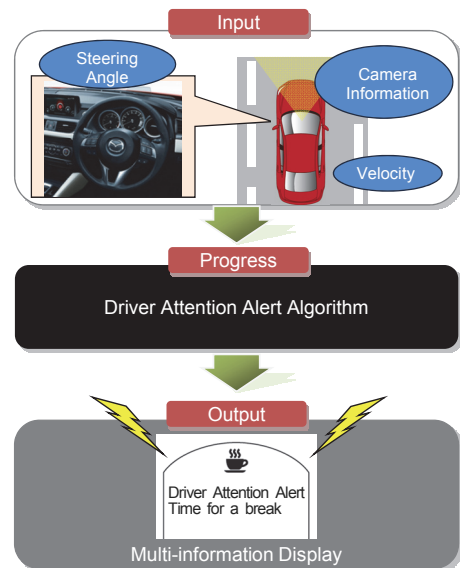 Input
Steering
Angle
Camera
Information
Velocity
Progress
Driver Attention Alert Algorithm
Output
Driver Attention Alert
Time for a break
Multi-information Display